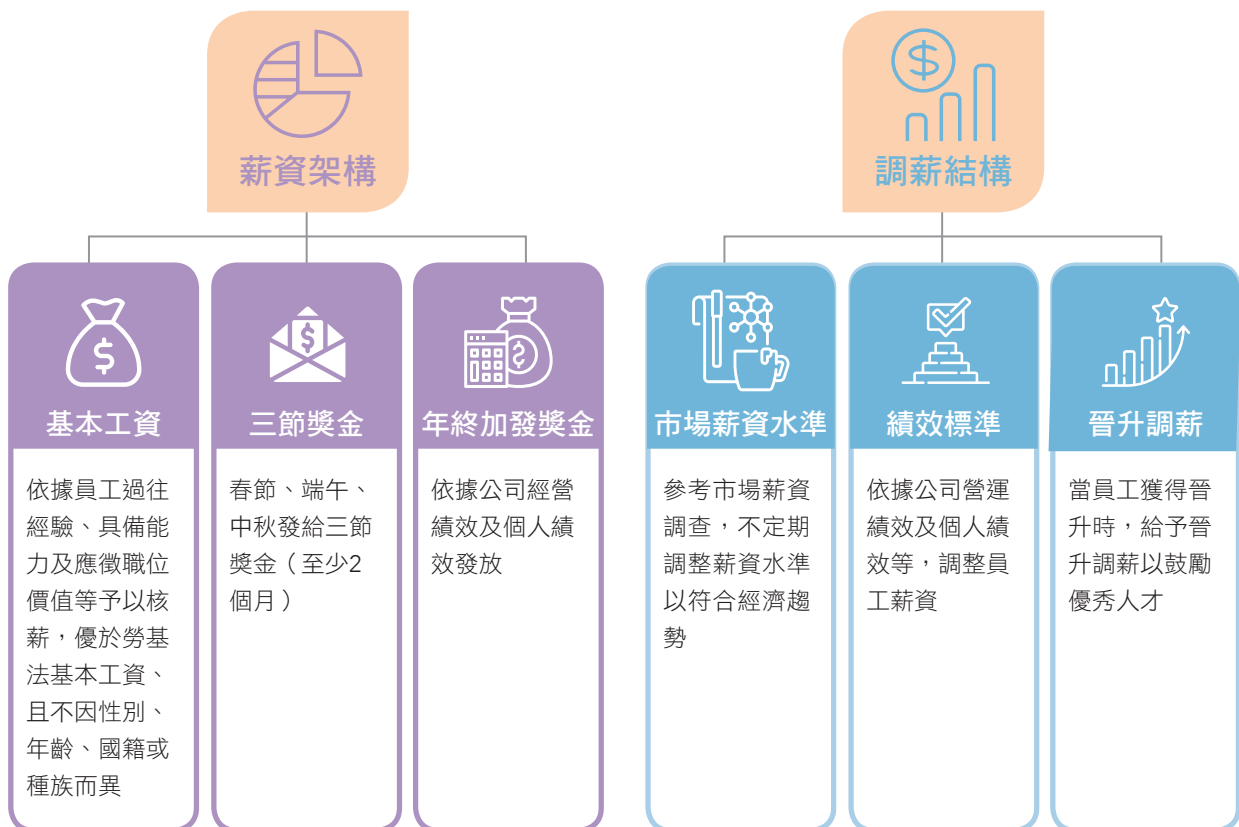 薪資架構
基本工資
依據員工過往
經驗、具備能
力及應徵職位
價值等予以核
薪，優於勞基
法基本工資、
且不因性別、
年齡、國籍或
種族而異
三節獎金
春節、端午、
中秋發給三節
獎金（至少2
個月）
年終加發獎金
依據公司經營
績效及個人績
效發放
調薪結構
市場薪資水準
參考市場薪資
調查，不定期
調整薪資水準
以符合經濟趨
勢
績效標準
依據公司營運
績效及個人績
效等，調整員
工薪資
晉升調薪
當員工獲得晉
升時，給予晉
升調薪以鼓勵
優秀人才